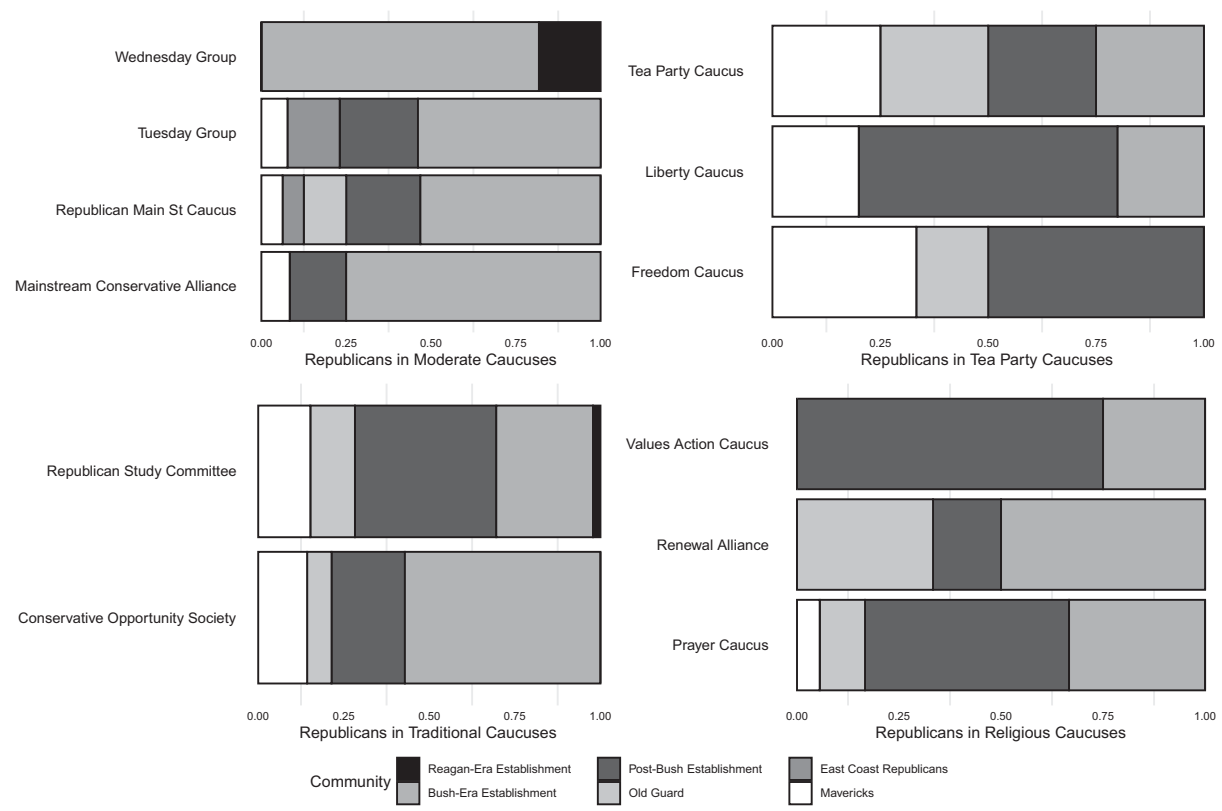 Wednesday Group
Tuesday Group
Republican Main St Caucus
Mainstream Conservative Alliance
0.00 0.25 0.50 0.75 1.00
Republicans in Moderate Caucuses
Tea Party Caucus
Liberty Caucus
Freedom Caucus
0.00 0.25 0.50 0.75 1.00
Republicans in Tea Party Caucuses
Republican Study Committee
Conservative Opportunity Society
0.00 0.25 0.50 0.75 1.00
Republicans in Traditional Caucuses
Values Action Caucus
Renewal Alliance
Prayer Caucus
0.00 0.25 0.50 0.75 1.00
Republicans in Religious Caucuses
Community
Reagan-Era Establishment
Bush-Era Establishment
Post-Bush Establishment
Old Guard
East Coast Republicans
Mavericks